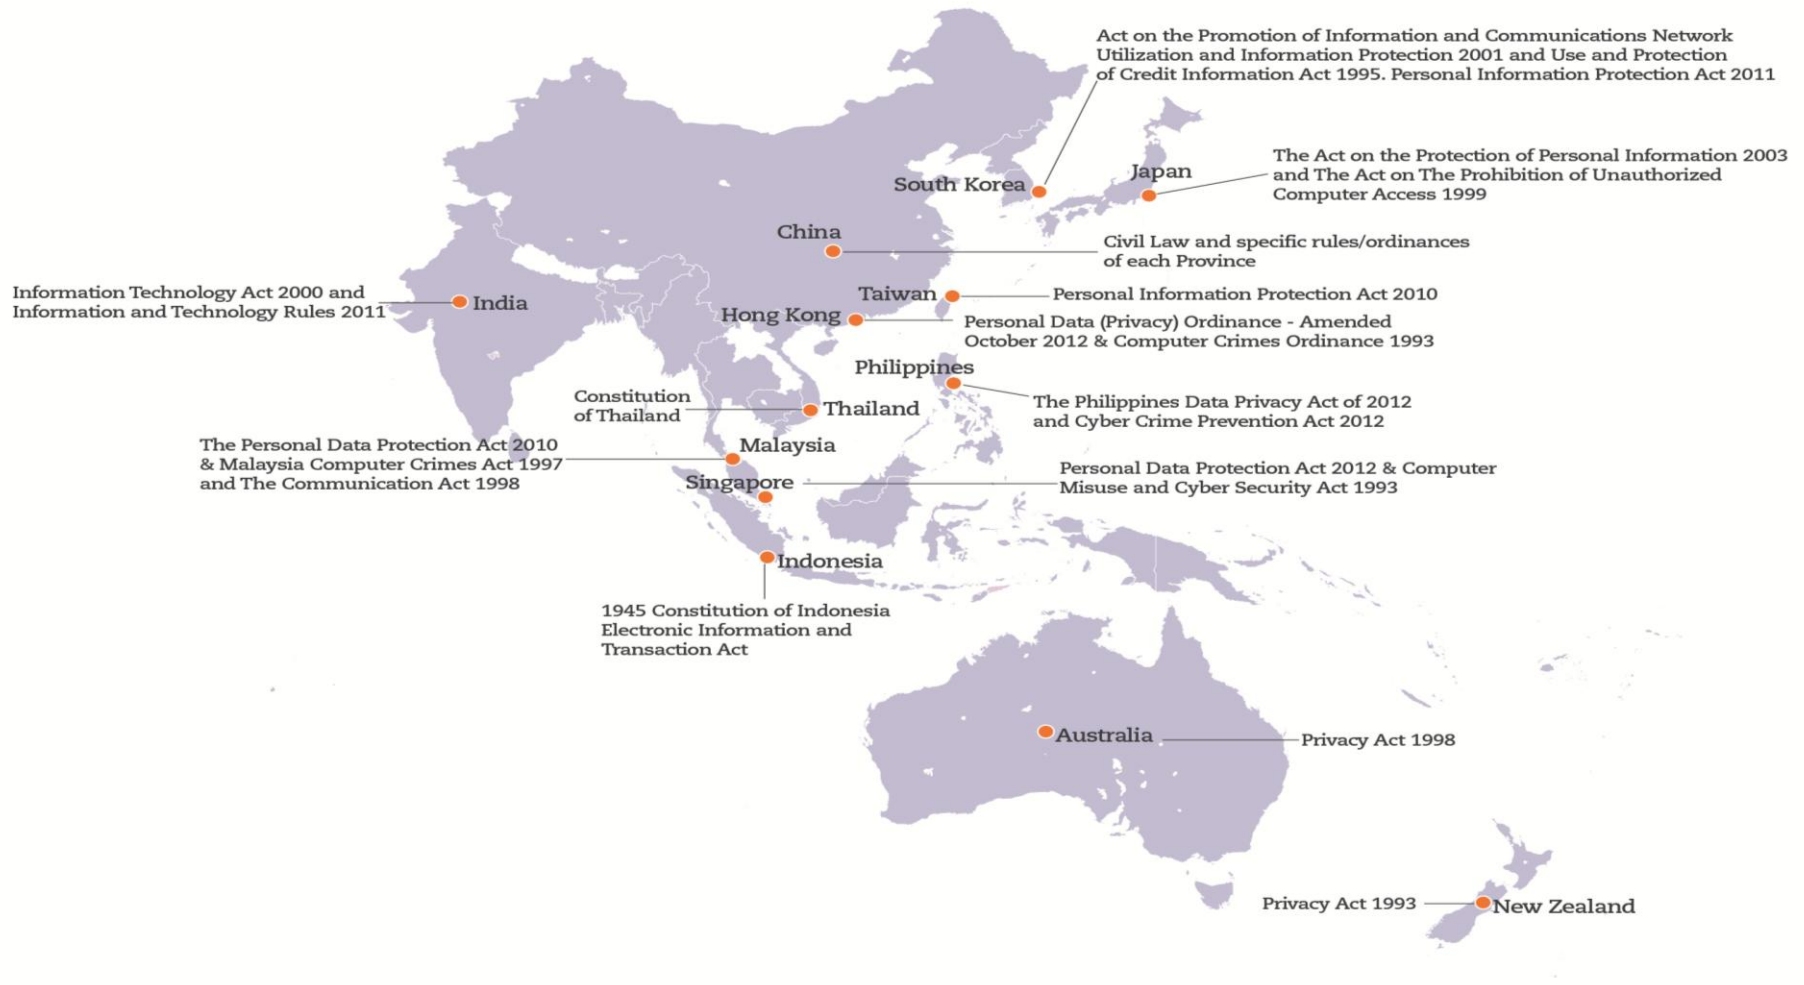 Act on the Promotion of Information and Communications Network
Utilization and Information Protection 2001 and Use and Protection
of Credit Information Act 1995. Personal Information Protection Act 2011
South Korea
Japan
The Act on the Protection of Personal Information 2003
and The Act on The Prohibition of Unauthorized
Computer Access 1999
China
Civil Law and specific rules/ordinances
of each Province
Information Technology Act 2000 and
Information and Technology Rules 2011
India
Taiwan
Personal Information Protection Act 2010
Hong Kong
Personal Data (Privacy) Ordinance - Amended
October 2012 & Computer Crimes Ordinance 1993
Philippines
The Philippines Data Privacy Act of 2012
and Cyber Crime Prevention Act 2012
Constitution
of Thailand
Thailand
The Personal Data Protection Act 2010
& Malaysia Computer Crimes Act 1997
and The Communication Act 1998
Malaysia
Singapore
Personal Data Protection Act 2012 & Computer
Misuse and Cyber Security Act 1993
Indonesia
1945 Constitution of Indonesia
Electronic Information and
Transaction Act
Australia
Privacy Act 1998
Privacy Act 1993
New Zealand